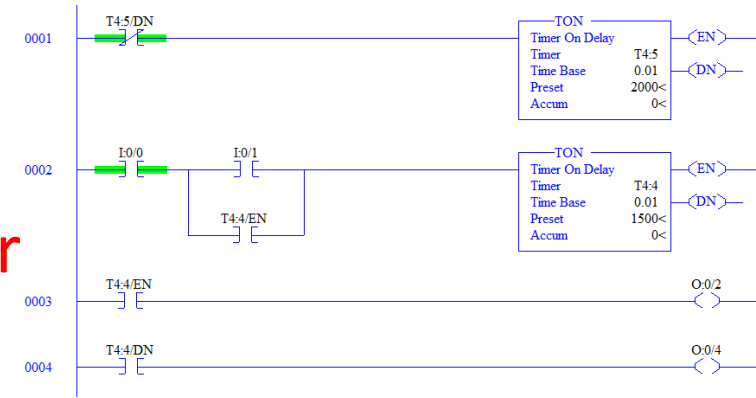 T4:5/DN
0001
TON
Timer On Delay
Timer T4:5
Time Base 0.01
Preset 2000<
Accum 0<
EN
DN
I:0/0
I:0/1
0002
T4:4/EN
TON
Timer On Delay
Timer T4:4
Time Base 0.01
Preset 1500<
Accum 0<
EN
DN
r
T4:4/EN
0003
O:0/2
T4:4/DN
0004
O:0/4